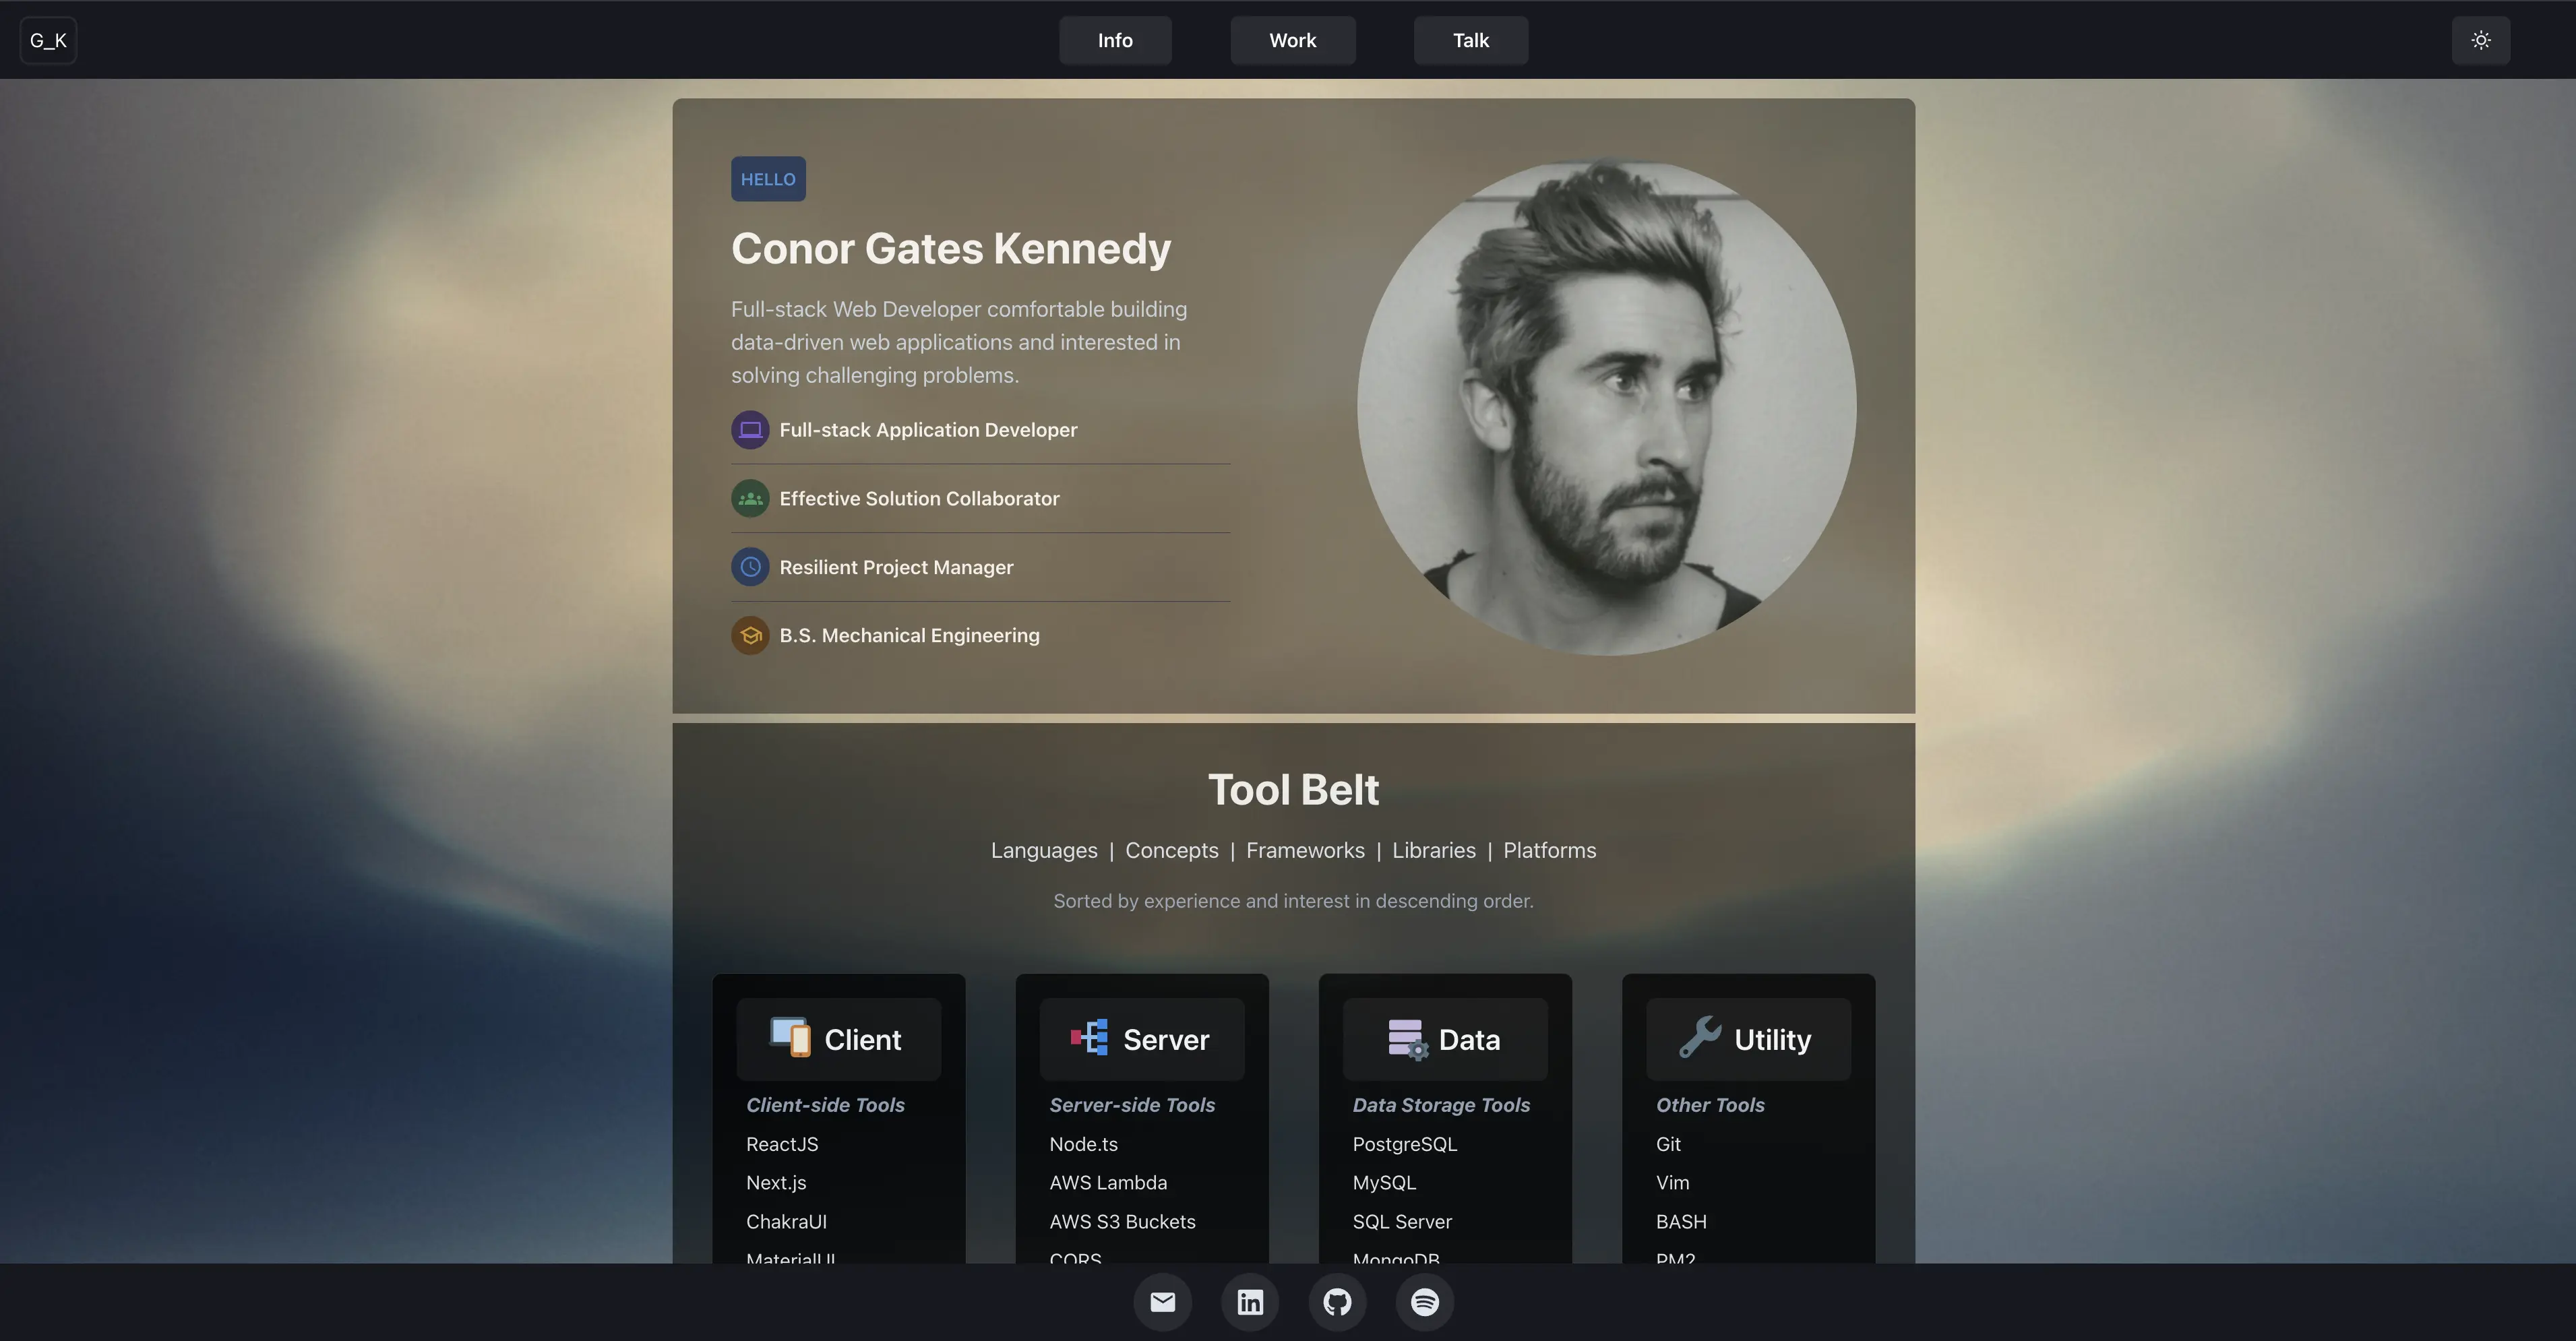 G_K
Info
Work
Talk
HELLO
Conor Gates Kennedy
Full-stack Web Developer comfortable building
data-driven web applications and interested in
solving challenging problems.
Full-stack Application Developer
Effective Solution Collaborator
Resilient Project Manager
B.S. Mechanical Engineering
Tool Belt
Languages | Concepts | Frameworks | Libraries | Platforms
Sorted by experience and interest in descending order.
Client
Client-side Tools
ReactJS
Next.js
ChakraUI
MaterialUI
Server
Server-side Tools
Node.ts
AWS Lambda
AWS S3 Buckets
CORS
Data
Data Storage Tools
PostgreSQL
MySQL
SQL Server
MongoDB
Utility
Other Tools
Git
Vim
BASH
PM2
in